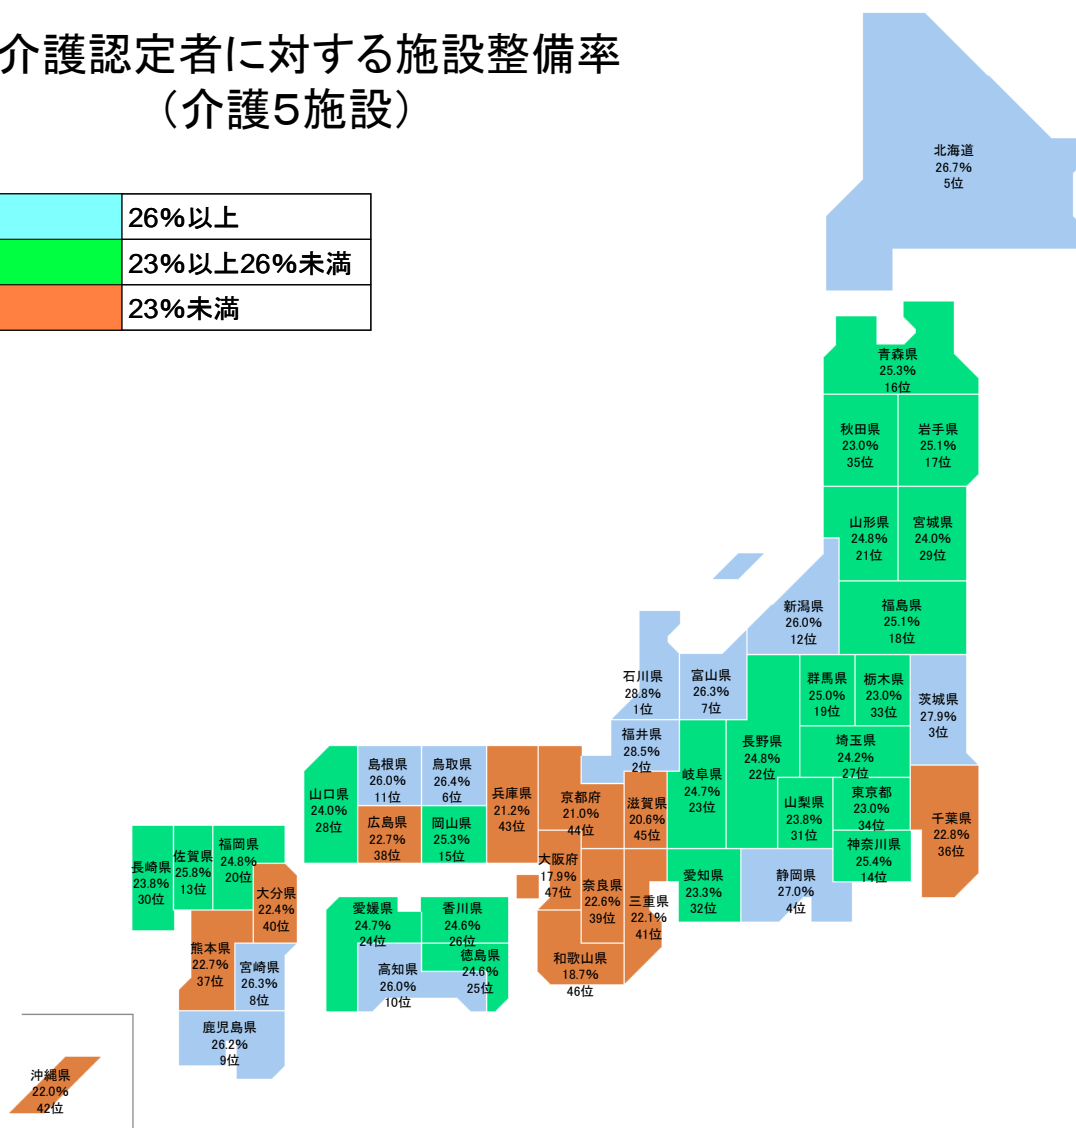 介護認定者に対する施設整備率
（介護5施設）
26%以上
23%以上26%未満
23%未満
北海道
26.7%
5位
青森県
25.3%
16位
秋田県
23.0%
35位
岩手県
25.1%
17位
山形県
24.8%
21位
宮城県
24.0%
29位
新潟県
26.0%
12位
福島県
25.1%
18位
石川県
28.8%
1位
富山県
26.3%
7位
群馬県
25.0%
19位
栃木県
23.0%
33位
茨城県
27.9%
3位
福井県
28.5%
2位
岐阜県
24.7%
23位
長野県
24.8%
22位
埼玉県
24.2%
27位
山梨県
23.8%
31位
東京都
23.0%
34位
千葉県
22.8%
36位
神奈川県
25.4%
14位
山口県
24.0%
28位
島根県
26.0%
11位
鳥取県
26.4%
6位
兵庫県
21.2%
43位
京都府
21.0%
44位
滋賀県
20.6%
45位
広島県
22.7%
38位
岡山県
25.3%
15位
大阪府
17.9%
47位
奈良県
22.6%
39位
三重県
22.1%
41位
愛知県
23.3%
32位
静岡県
27.0%
4位
和歌山県
18.7%
46位
長崎県
23.8%
30位
佐賀県
25.8%
13位
福岡県
24.8%
20位
大分県
22.4%
40位
熊本県
22.7%
37位
宮崎県
26.3%
8位
鹿児島県
26.2%
9位
愛媛県
24.7%
24位
香川県
24.6%
26位
高知県
26.0%
10位
徳島県
24.6%
25位
沖縄県
22.0%
42位